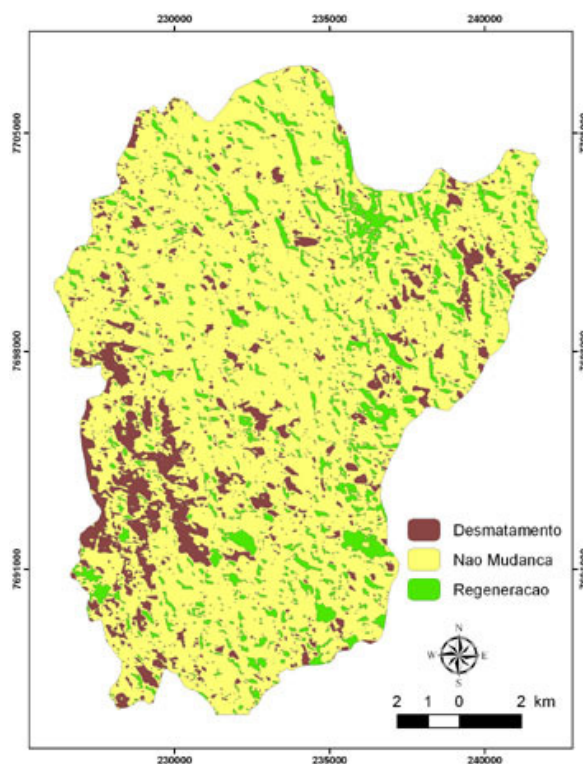 230000 235000 240000
7705000
7698000
7691000
Desmatamento
Nao Mudanca
Regeneracao
N
W E
S
2 1 0 2 km
230000 235000 240000